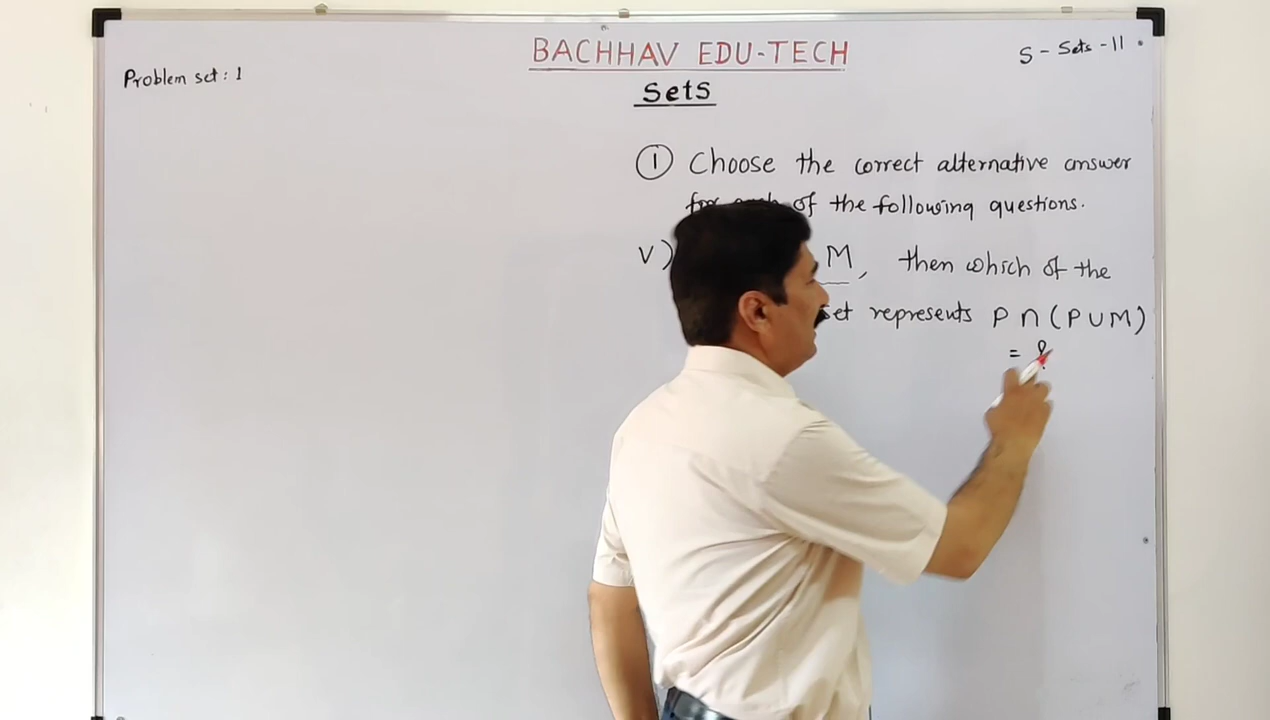 BACHHAV EDU-TECH
S - Sets - 11
Problem set : 1
Sets
1 Choose the correct alternative answer
of the following questions.
V) M, then which of the
set represents P ∩ (P ∪ M)
= ?